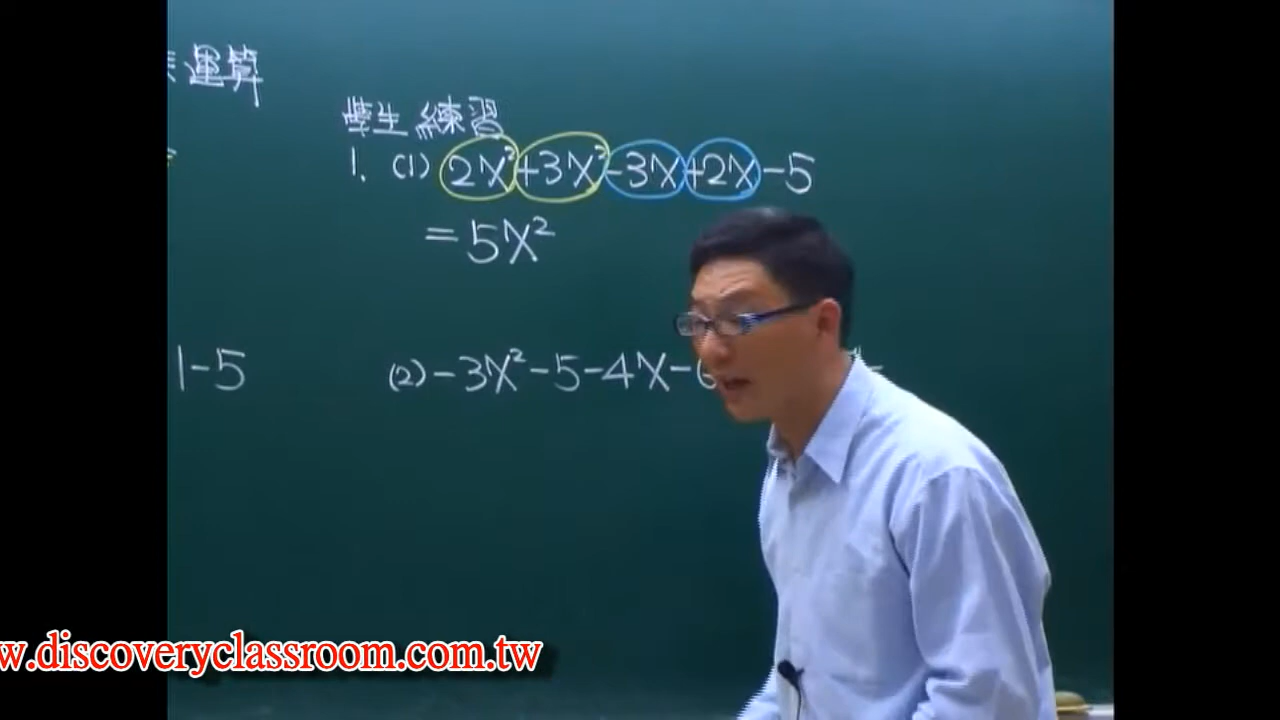 運算
學生練習
1. (1) 2x²+3x²-3x+2x-5
=5x²
1-5
(2) -3x²-5-4x-6
www.discoveryclassroom.com.tw